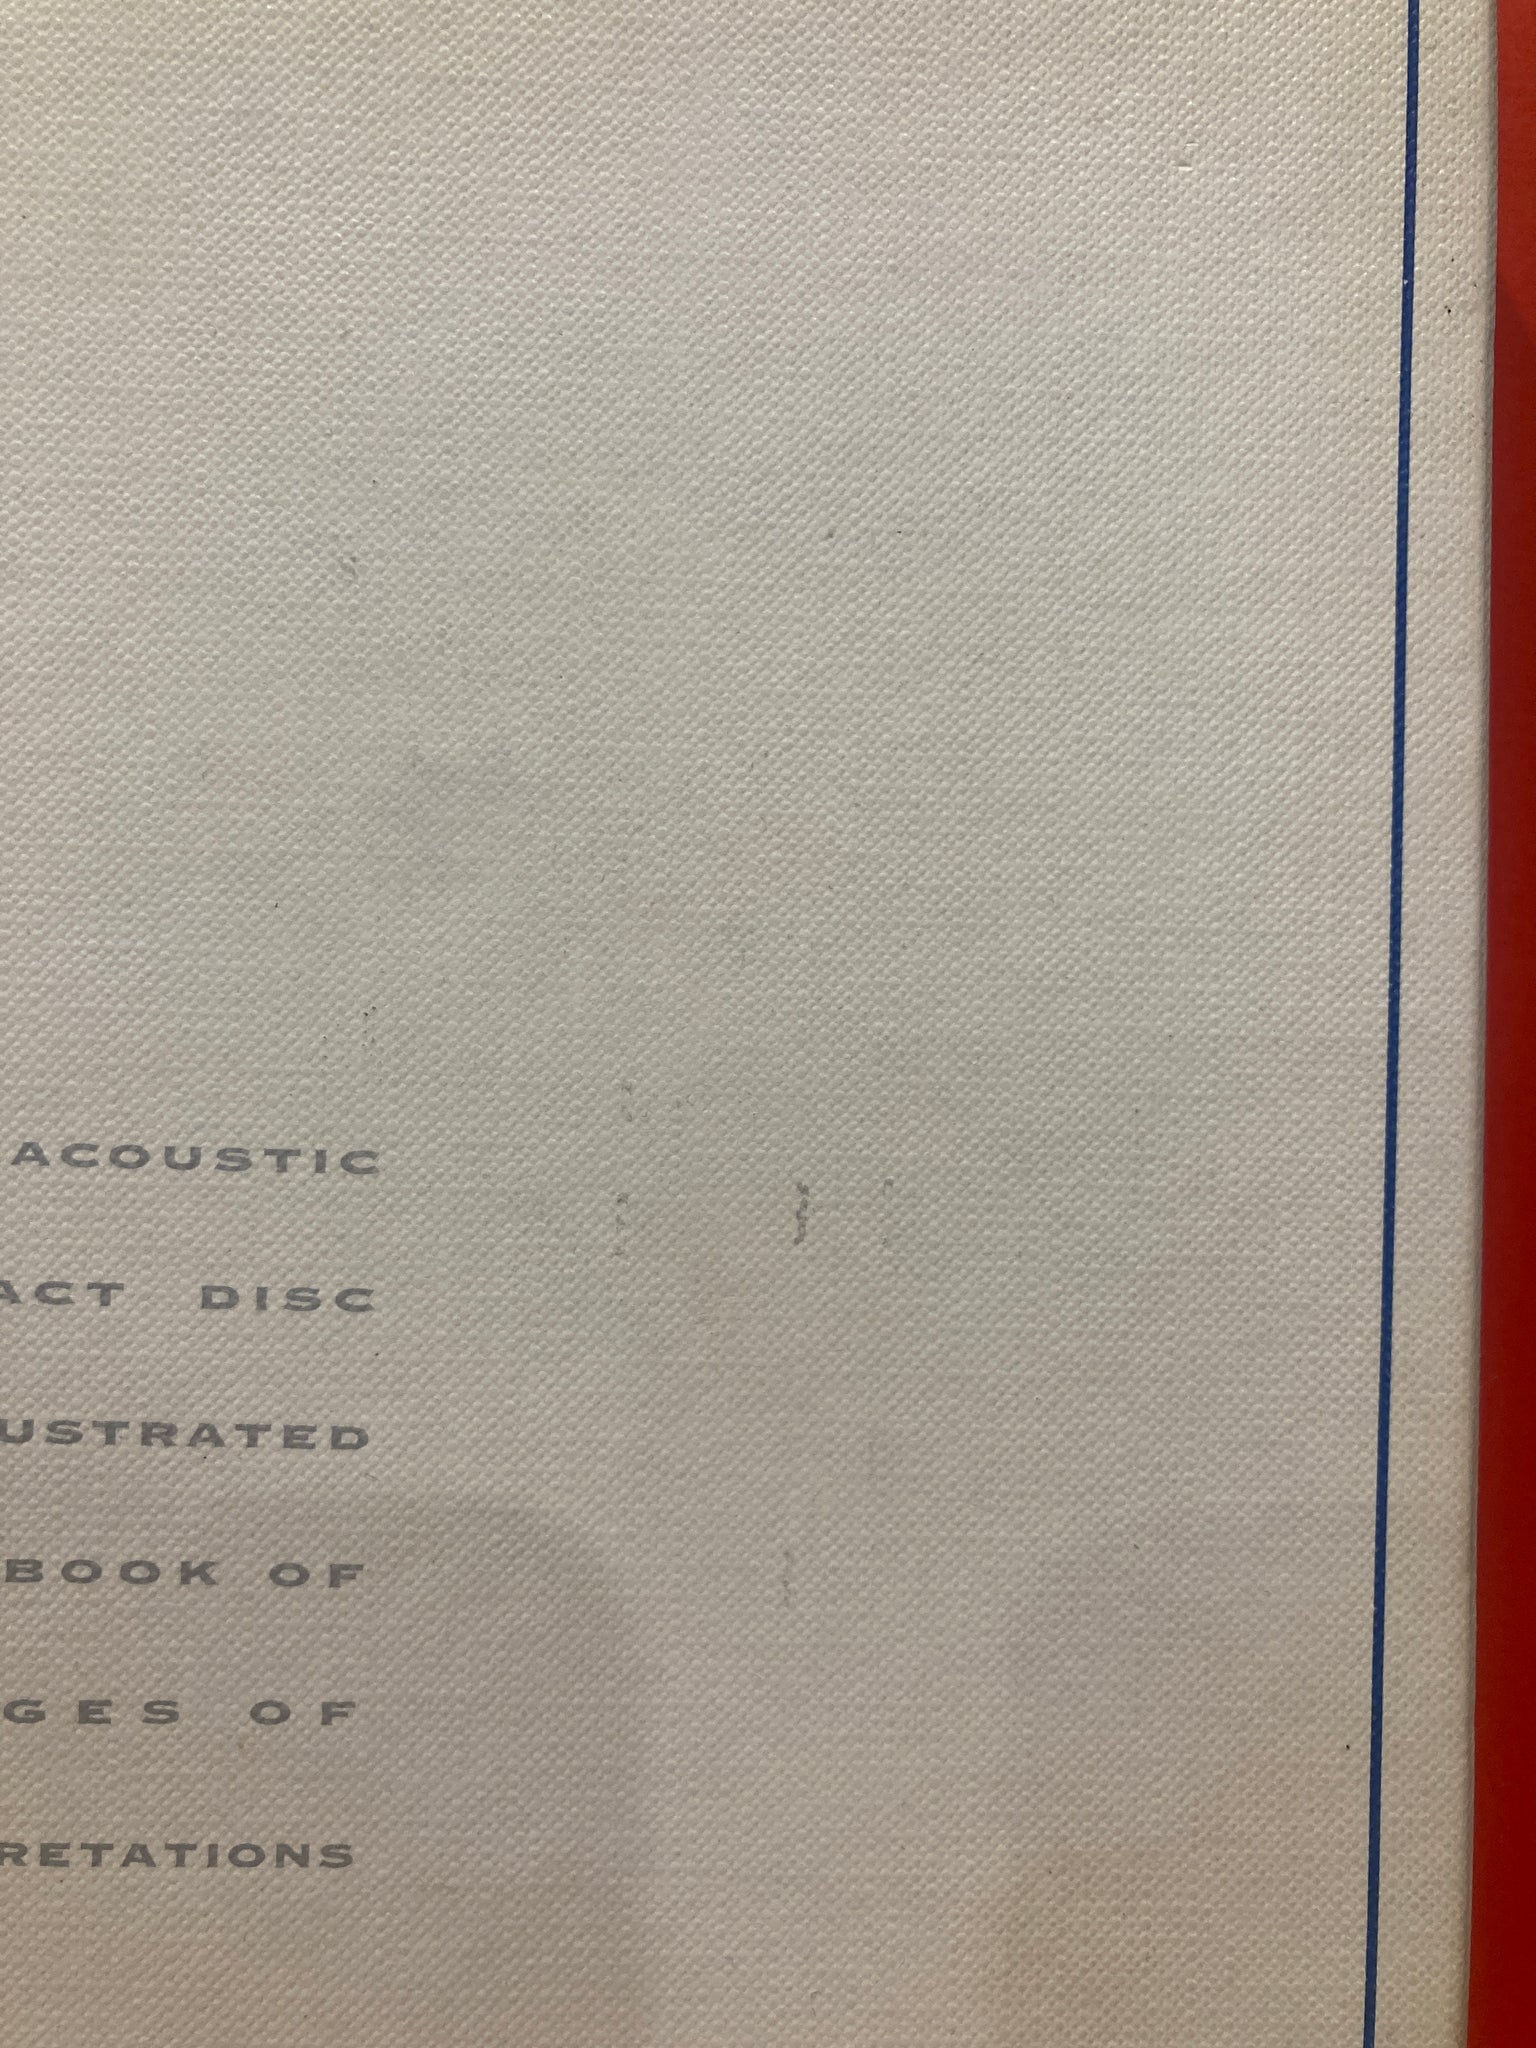 ACOUSTIC
ACT DISC
USTRATED
BOOK OF
GES OF
RETATIONS